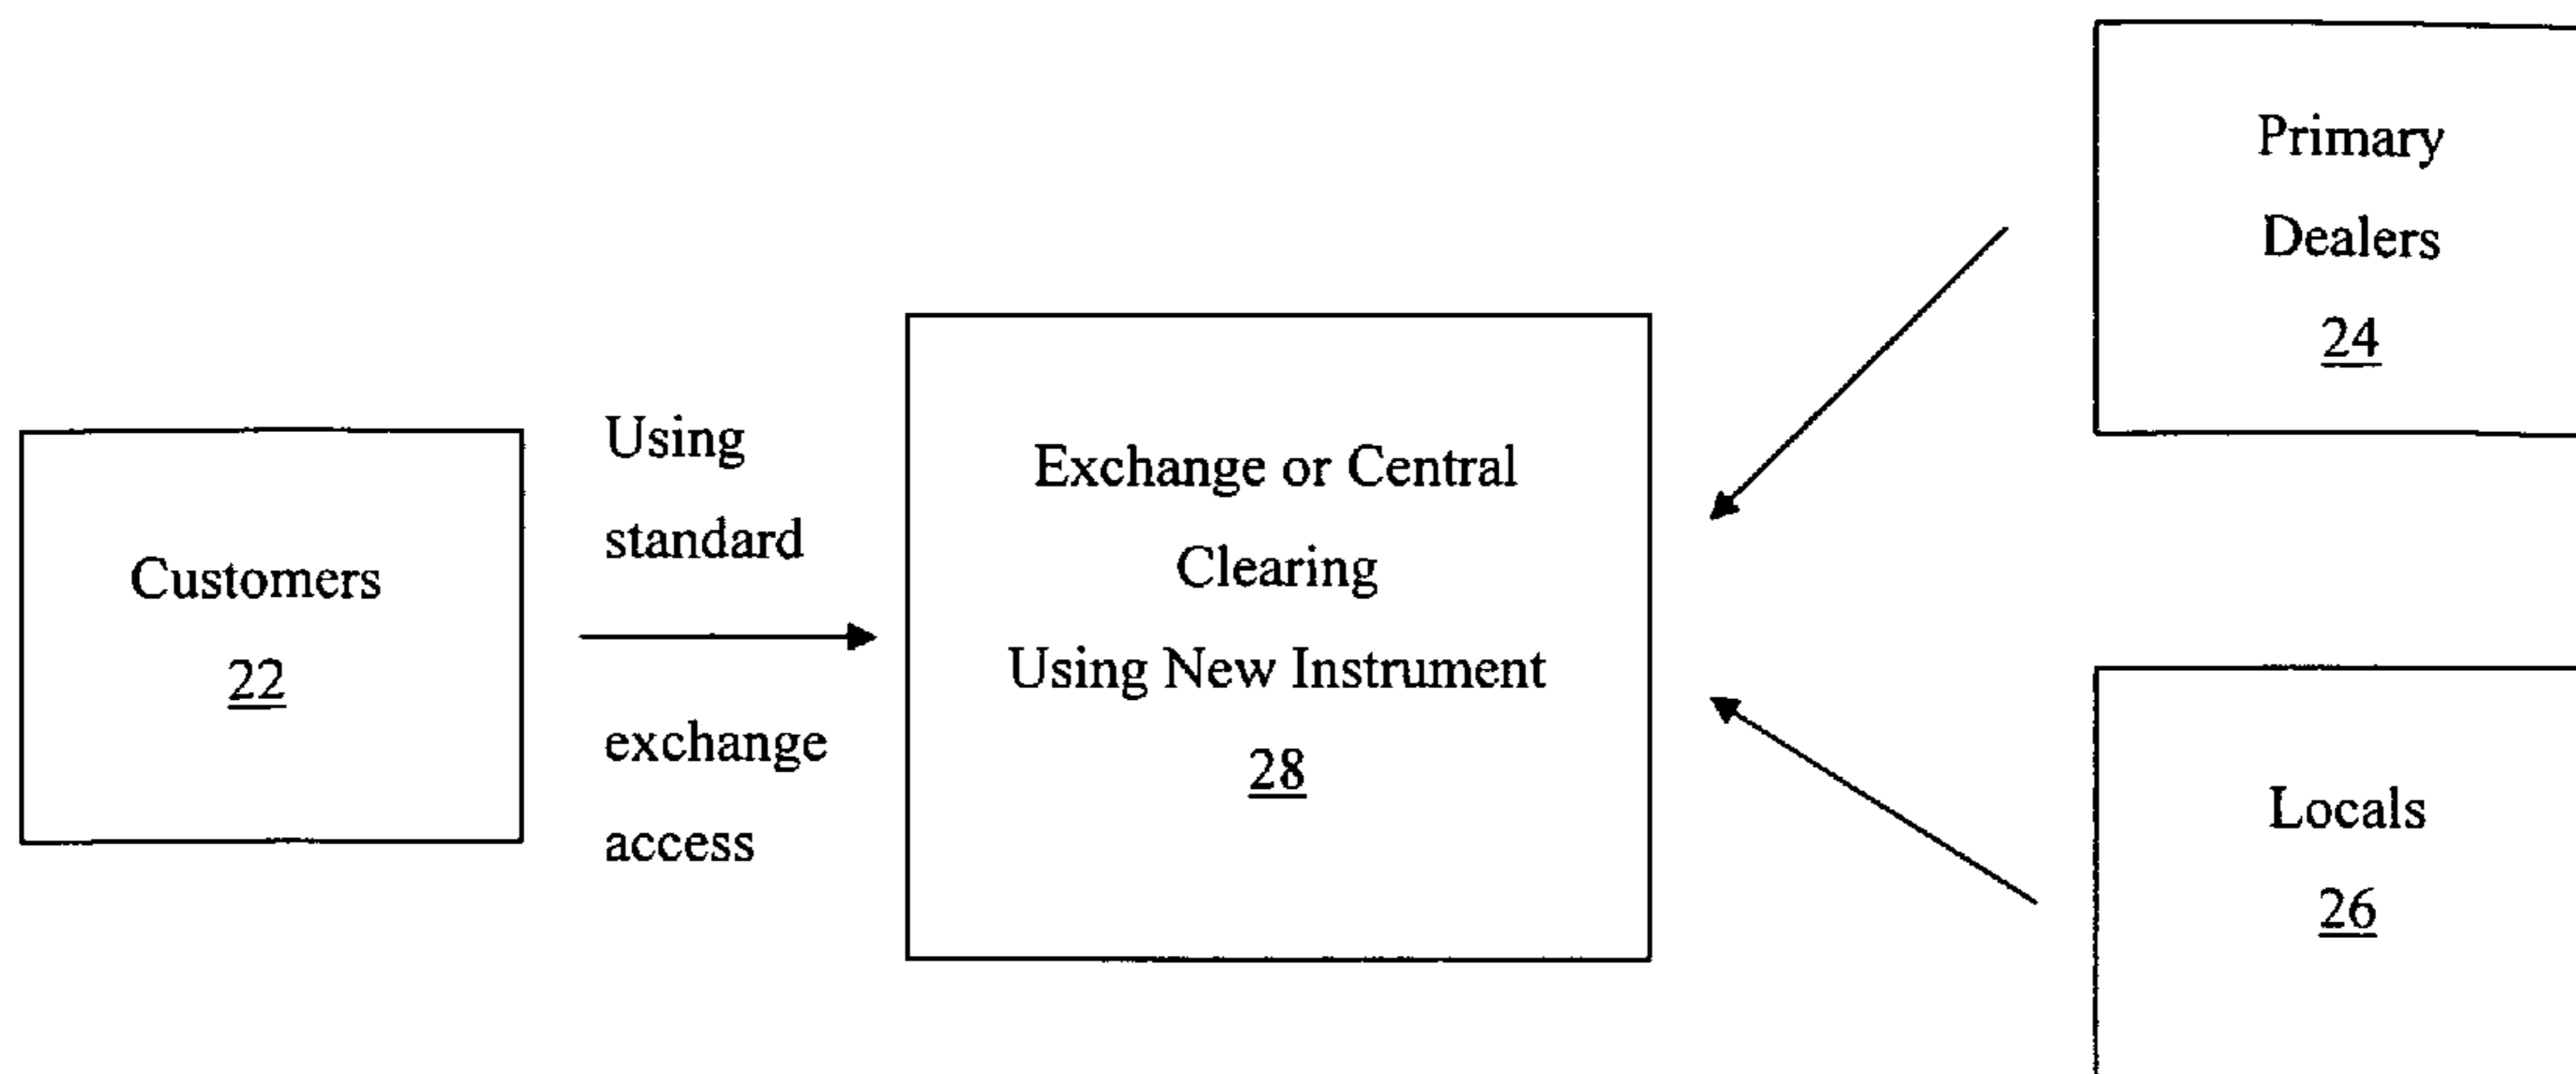 Customers
22
Using
standard
exchange
access
Exchange or Central
Clearing
Using New Instrument
28
Primary
Dealers
24
Locals
26